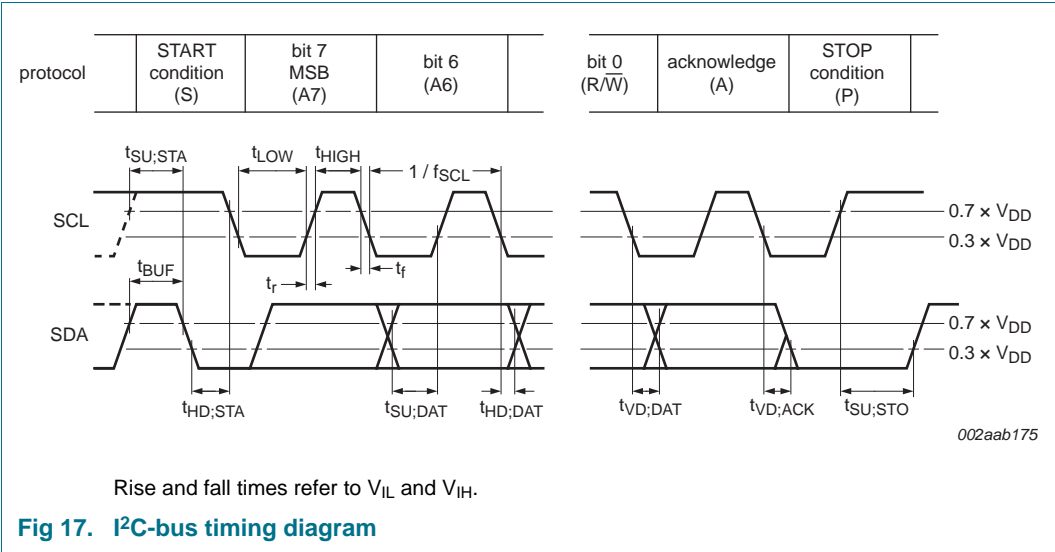 protocol
START
condition
(S)
bit 7
MSB
(A7)
bit 6
(A6)
bit 0
(R/W̅)
acknowledge
(A)
STOP
condition
(P)
tSU;STA
tLOW
tHIGH
1 / fSCL
SCL
0.7 × VDD
0.3 × VDD
tBUF
tr
tf
SDA
0.7 × VDD
0.3 × VDD
tHD;STA
tSU;DAT
tHD;DAT
tVD;DAT
tVD;ACK
tSU;STO
002aab175
Rise and fall times refer to VIL and VIH.
Fig 17. I²C-bus timing diagram